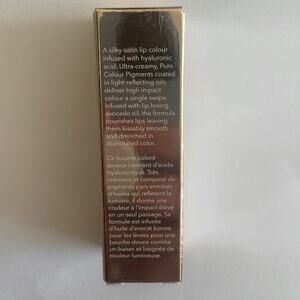 A silky-satin lip colour
infused with hyaluronic
acid. Ultra-creamy, Pure
Colour Pigments coated
in light-reflecting oils
deliver high impact
colour a single swipe.
Infused with lip loving
avocado oil, the formula
nourishes lips leaving
them kissably smooth
and drenched in
illuminated color.
Ce baume coloré
soyeux contient d'acide
hyaluronique. Très
crémeux et composé de
pigments pers enrobés
d'huiles qui reflètent la
lumière, il donne une
couleur à l'impact élevé
en un seul passage. Sa
formule est infusée
d'huile d'avocat bonne
pour les lèvres pour une
bouche douce comme
un baiser et baignée de
couleur lumineuse.